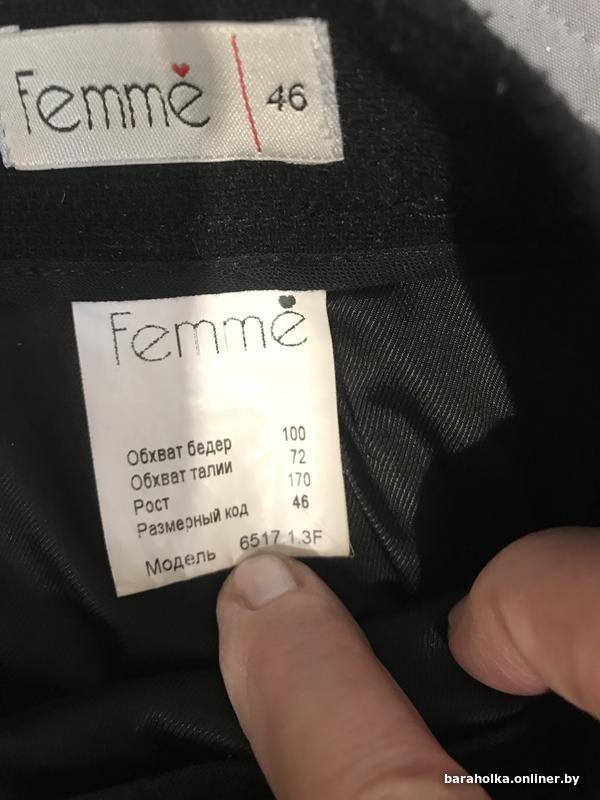 Femme 46
Femme
Обхват бедер 100
Обхват талии 72
Рост 170
Размерный код 46
Модель 6517.1.3F
baraholka.onliner.by